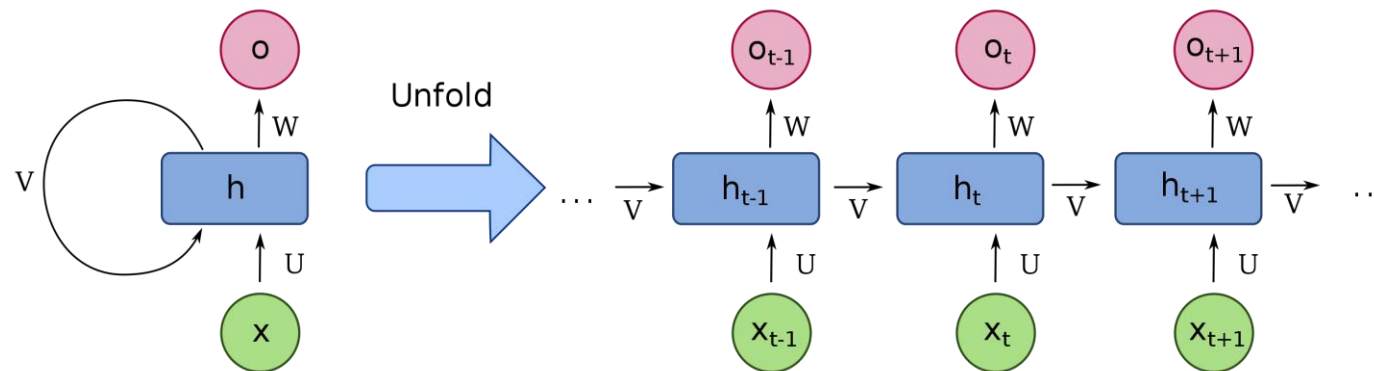 o
W
V
h
U
x
Unfold
...
V
o_{t-1}
W
h_{t-1}
V
U
x_{t-1}
o_t
W
h_t
V
U
x_t
o_{t+1}
W
h_{t+1}
V
U
x_{t+1}
..